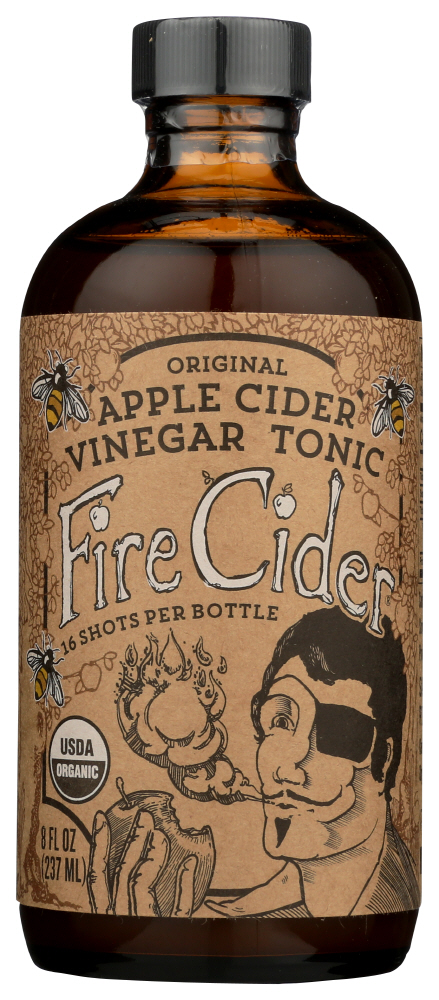 ORIGINAL
APPLE CIDER
VINEGAR TONIC
Fire Cider
16 SHOTS PER BOTTLE
USDA
ORGANIC
8 FL OZ
(237 ML)